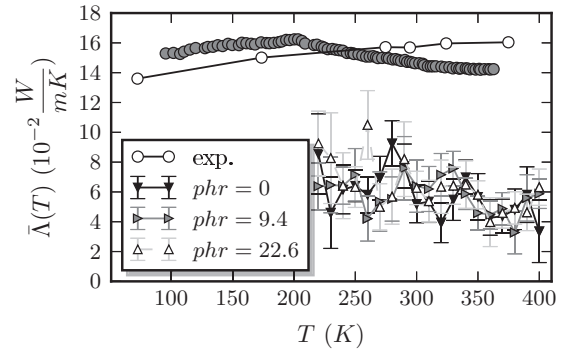 18
16
14
12
10
8
6
4
2
0
Λ̄(T) (10⁻² W/mK)
exp.
phr = 0
phr = 9.4
phr = 22.6
100 150 200 250 300 350 400
T (K)